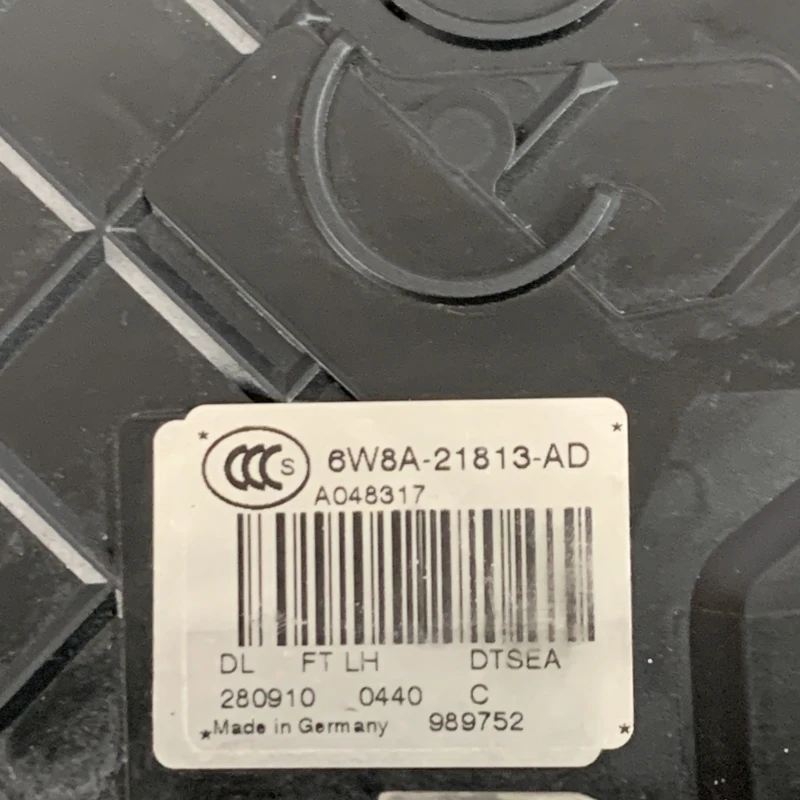 CCC S 6W8A-21813-AD
A048317
DL FT LH DTSEA
280910 0440 C
*Made in Germany 989752